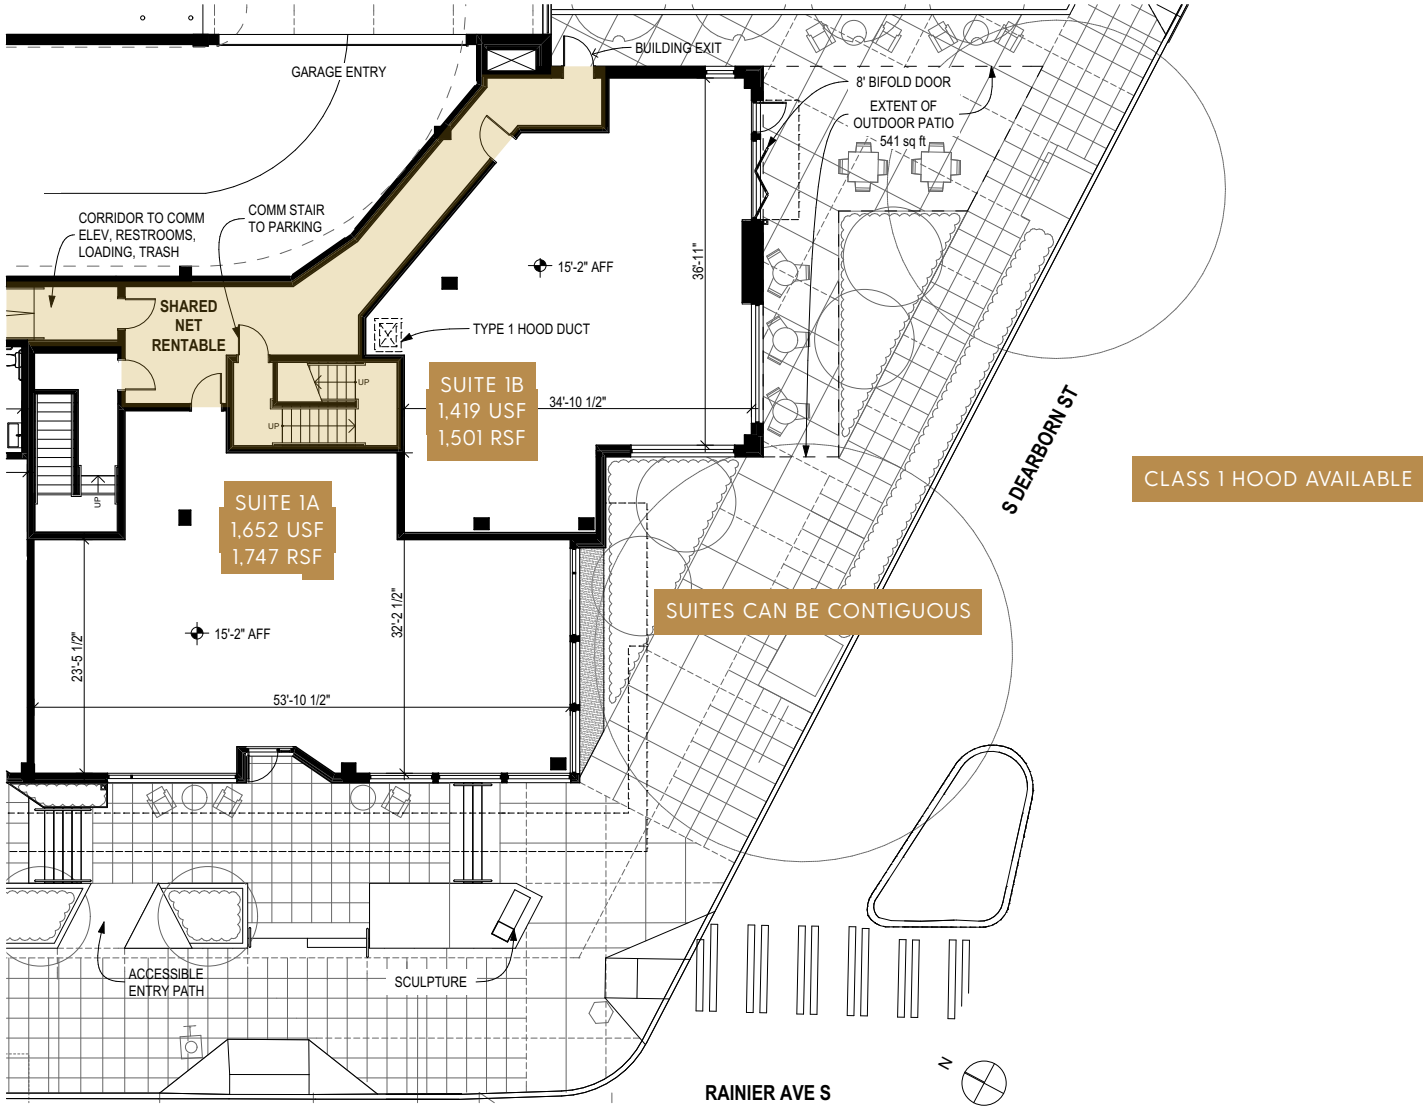 BUILDING EXIT
GARAGE ENTRY
8' BIFOLD DOOR
EXTENT OF
OUTDOOR PATIO
541 sq ft
CORRIDOR TO COMM
ELEV, RESTROOMS,
LOADING, TRASH
COMM STAIR
TO PARKING
36'-11"
15'-2" AFF
SHARED
NET
RENTABLE
TYPE 1 HOOD DUCT
UP
SUITE 1B
1,419 USF
1,501 RSF
34'-10 1/2"
UP
S DEARBORN ST
CLASS 1 HOOD AVAILABLE
UP
SUITE 1A
1,652 USF
1,747 RSF
SUITES CAN BE CONTIGUOUS
32'-2 1/2"
23'-5 1/2"
15'-2" AFF
53'-10 1/2"
ACCESSIBLE
ENTRY PATH
SCULPTURE
N
RAINIER AVE S